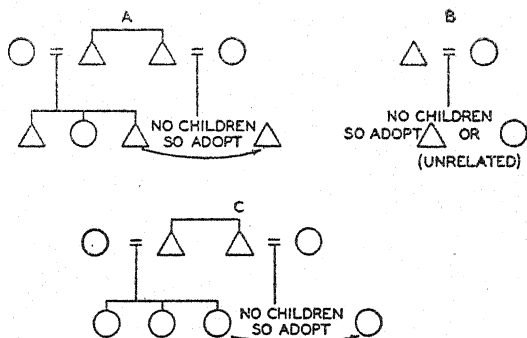 A
NO CHILDREN
SO ADOPT
B
NO CHILDREN
SO ADOPT OR
(UNRELATED)
C
NO CHILDREN
SO ADOPT